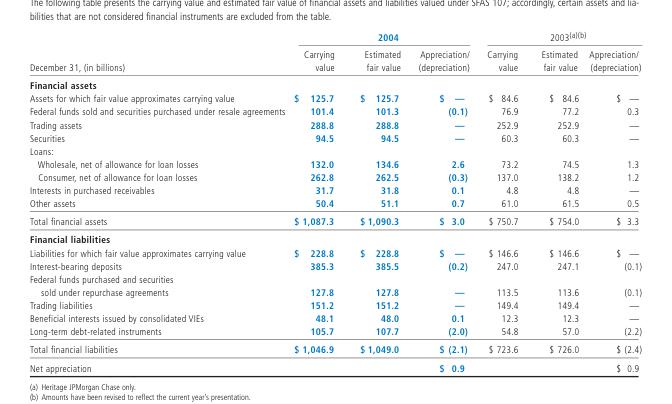 The following table presents the carrying value and estimated fair value of financial assets and liabilities valued under SFAS 107; accordingly, certain assets and lia-
bilities that are not considered financial instruments are excluded from the table.
2004 2003(a)(b)
Carrying Estimated Appreciation/ Carrying Estimated Appreciation/
December 31, (in billions) value fair value (depreciation) value fair value (depreciation)
Financial assets
Assets for which fair value approximates carrying value $ 125.7 $ 125.7 $ — $ 84.6 $ 84.6 $ —
Federal funds sold and securities purchased under resale agreements 101.4 101.3 (0.1) 76.9 77.2 0.3
Trading assets 288.8 288.8 — 252.9 252.9 —
Securities 94.5 94.5 — 60.3 60.3 —
Loans:
Wholesale, net of allowance for loan losses 132.0 134.6 2.6 73.2 74.5 1.3
Consumer, net of allowance for loan losses 262.8 262.5 (0.3) 137.0 138.2 1.2
Interests in purchased receivables 31.7 31.8 0.1 4.8 4.8 —
Other assets 50.4 51.1 0.7 61.0 61.5 0.5
Total financial assets $ 1,087.3 $ 1,090.3 $ 3.0 $ 750.7 $ 754.0 $ 3.3
Financial liabilities
Liabilities for which fair value approximates carrying value $ 228.8 $ 228.8 $ — $ 146.6 $ 146.6 $ —
Interest-bearing deposits 385.3 385.5 (0.2) 247.0 247.1 (0.1)
Federal funds purchased and securities
sold under repurchase agreements 127.8 127.8 — 113.5 113.6 (0.1)
Trading liabilities 151.2 151.2 — 149.4 149.4 —
Beneficial interests issued by consolidated VIEs 48.1 48.0 0.1 12.3 12.3 —
Long-term debt-related instruments 105.7 107.7 (2.0) 54.8 57.0 (2.2)
Total financial liabilities $ 1,046.9 $ 1,049.0 $ (2.1) $ 723.6 $ 726.0 $ (2.4)
Net appreciation $ 0.9 $ 0.9
(a) Heritage JPMorgan Chase only.
(b) Amounts have been revised to reflect the current year's presentation.